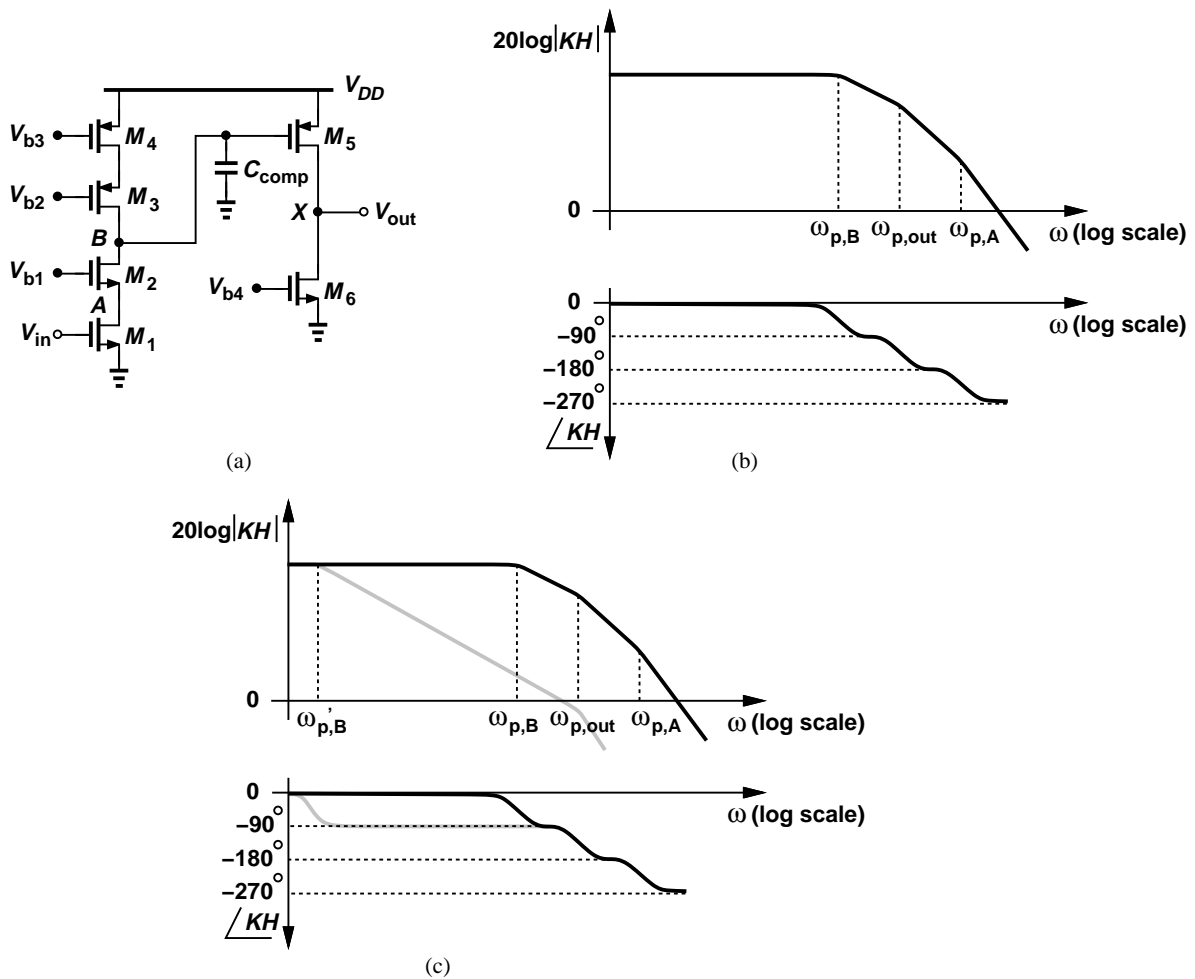 V_DD
V_b3 M_4 M_5
C_comp
V_b2 M_3 X V_out
B
V_b1 M_2 V_b4 M_6
A
V_in M_1
(a)
20log|KH|
0
ω_p,B ω_p,out ω_p,A ω (log scale)
0
ω (log scale)
−90°
−180°
−270°
∠KH
(b)
20log|KH|
0
ω'_p,B ω_p,B ω_p,out ω_p,A ω (log scale)
0
ω (log scale)
−90°
−180°
−270°
∠KH
(c)